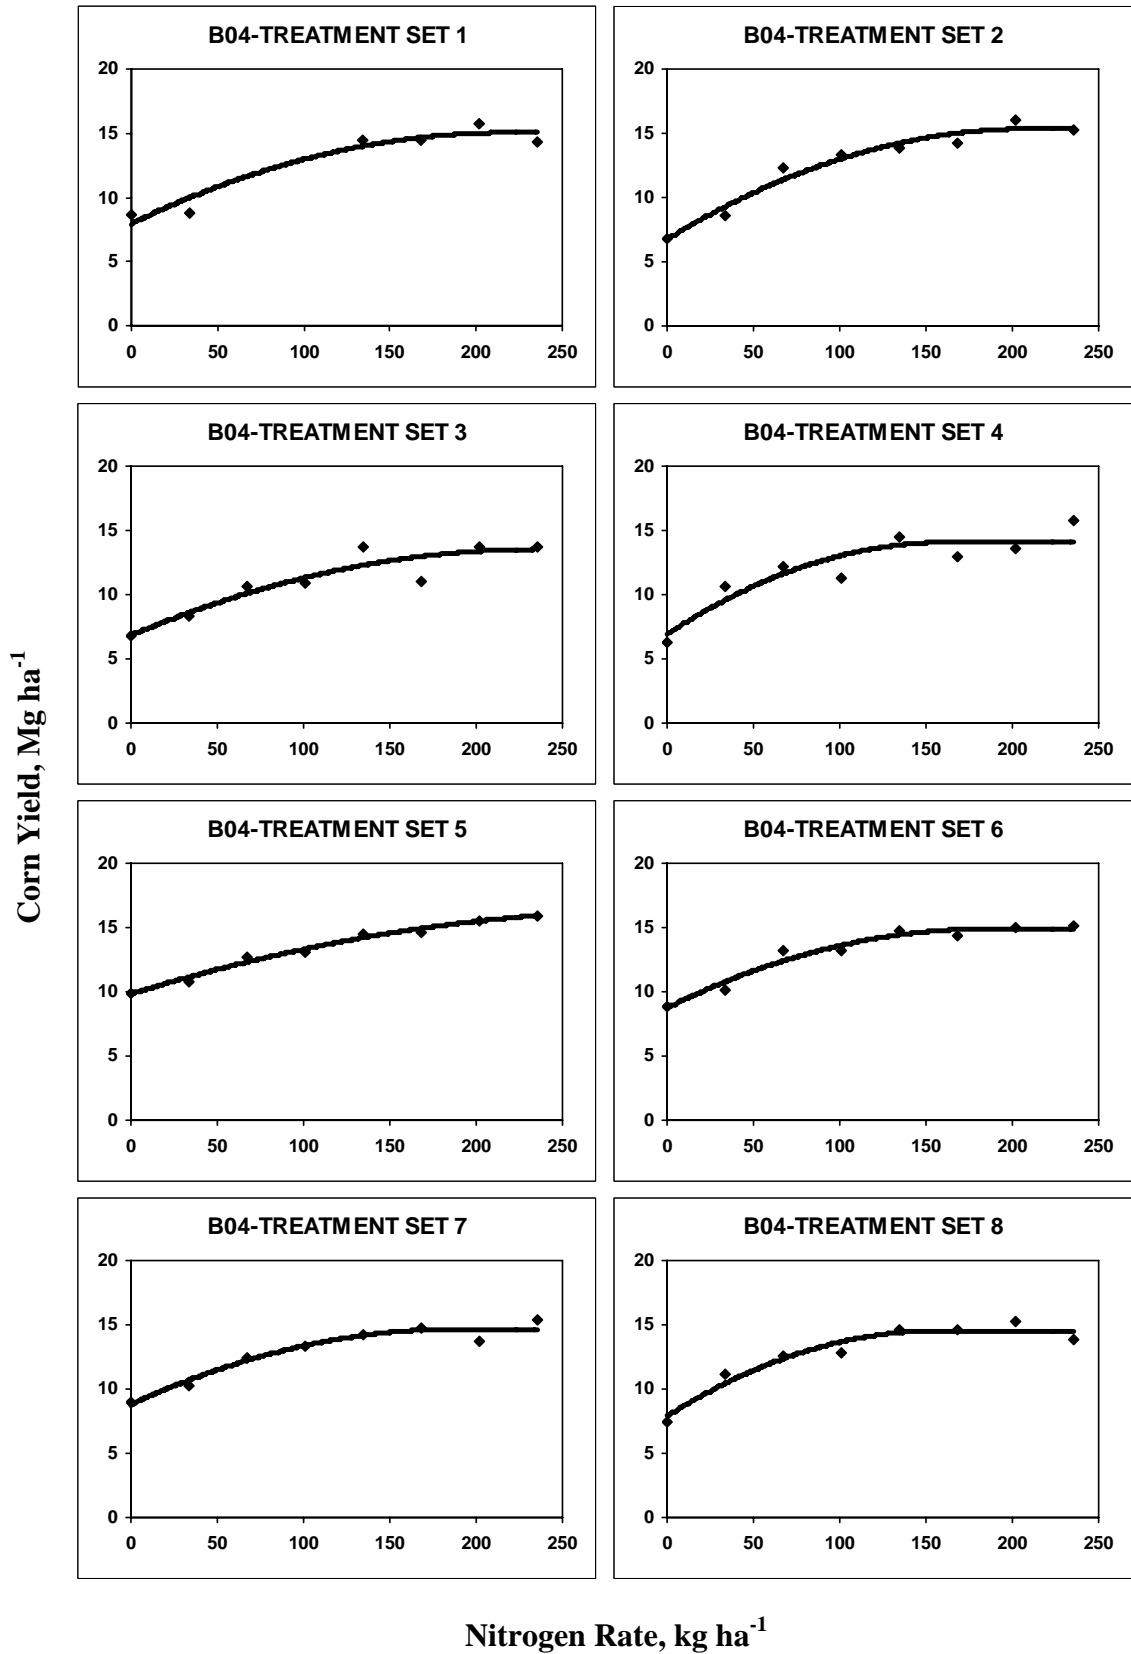 B04-TREATMENT SET 1
20
15
10
5
0
0 50 100 150 200 250
B04-TREATMENT SET 2
20
15
10
5
0
0 50 100 150 200 250
B04-TREATMENT SET 3
20
15
10
5
0
0 50 100 150 200 250
B04-TREATMENT SET 4
20
15
10
5
0
0 50 100 150 200 250
B04-TREATMENT SET 5
20
15
10
5
0
0 50 100 150 200 250
B04-TREATMENT SET 6
20
15
10
5
0
0 50 100 150 200 250
B04-TREATMENT SET 7
20
15
10
5
0
0 50 100 150 200 250
B04-TREATMENT SET 8
20
15
10
5
0
0 50 100 150 200 250
Corn Yield, Mg ha⁻¹
Nitrogen Rate, kg ha⁻¹